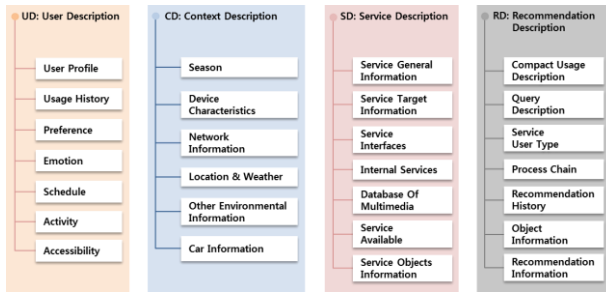 UD: User Description
User Profile
Usage History
Preference
Emotion
Schedule
Activity
Accessibility
CD: Context Description
Season
Device
Characteristics
Network
Information
Location & Weather
Other Environmental
Information
Car Information
SD: Service Description
Service General
Information
Service Target
Information
Service
Interfaces
Internal Services
Database Of
Multimedia
Service
Available
Service Objects
Information
RD: Recommendation
Description
Compact Usage
Description
Query
Description
Service
User Type
Process Chain
Recommendation
History
Object
Information
Recommendation
Information